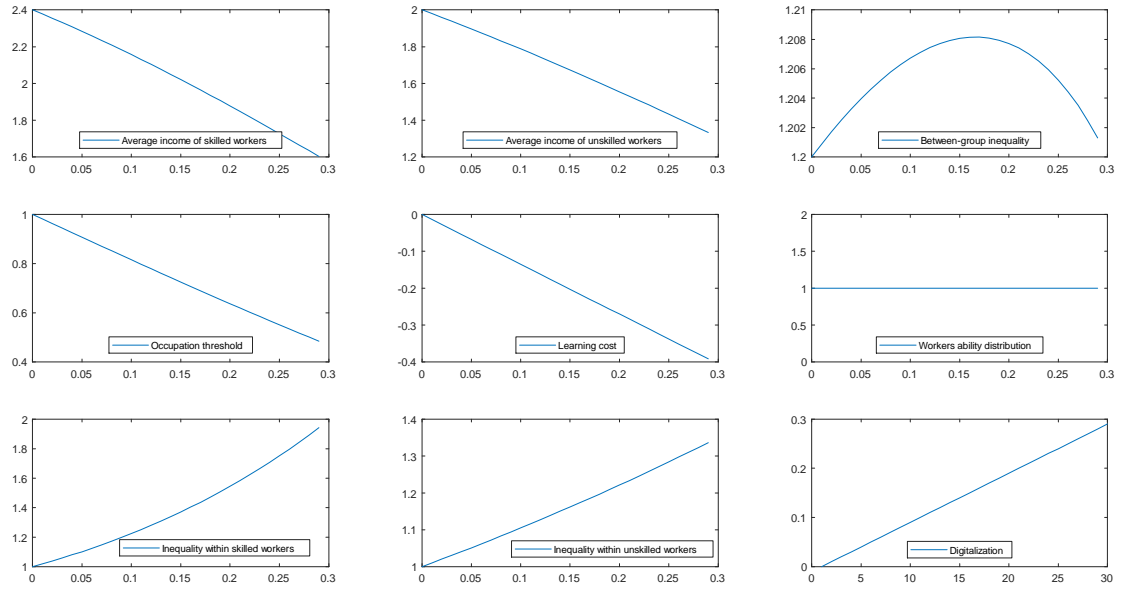 2.4
2.2
2
1.8
1.6
0 0.05 0.1 0.15 0.2 0.25 0.3
Average income of skilled workers
2
1.8
1.6
1.4
1.2
0 0.05 0.1 0.15 0.2 0.25 0.3
Average income of unskilled workers
1.21
1.208
1.206
1.204
1.202
1.2
0 0.05 0.1 0.15 0.2 0.25 0.3
Between-group inequality
1
0.8
0.6
0.4
0 0.05 0.1 0.15 0.2 0.25 0.3
Occupation threshold
0
-0.1
-0.2
-0.3
-0.4
0 0.05 0.1 0.15 0.2 0.25 0.3
Learning cost
2
1.5
1
0.5
0
0 0.05 0.1 0.15 0.2 0.25 0.3
Workers ability distribution
2
1.8
1.6
1.4
1.2
1
0 0.05 0.1 0.15 0.2 0.25 0.3
Inequality within skilled workers
1.4
1.3
1.2
1.1
1
0 0.05 0.1 0.15 0.2 0.25 0.3
Inequality within unskilled workers
0.3
0.2
0.1
0
0 5 10 15 20 25 30
Digitalization